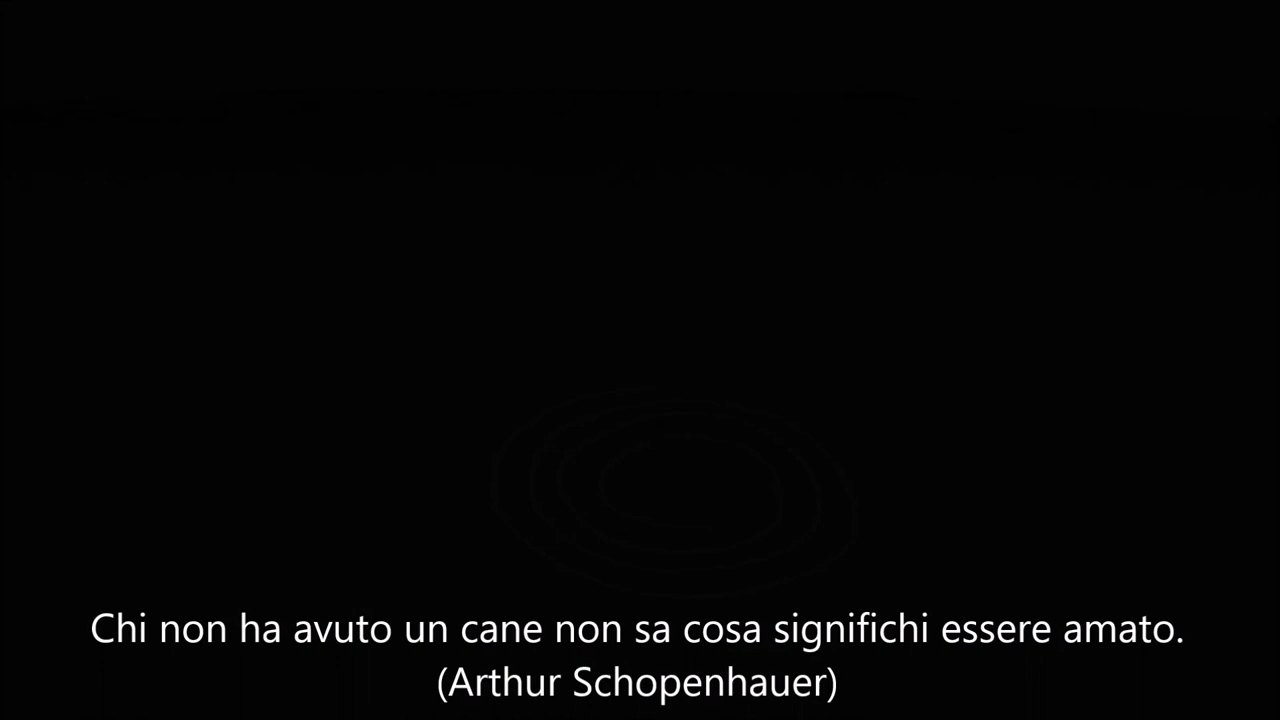 Chi non ha avuto un cane non sa cosa significhi essere amato.
(Arthur Schopenhauer)